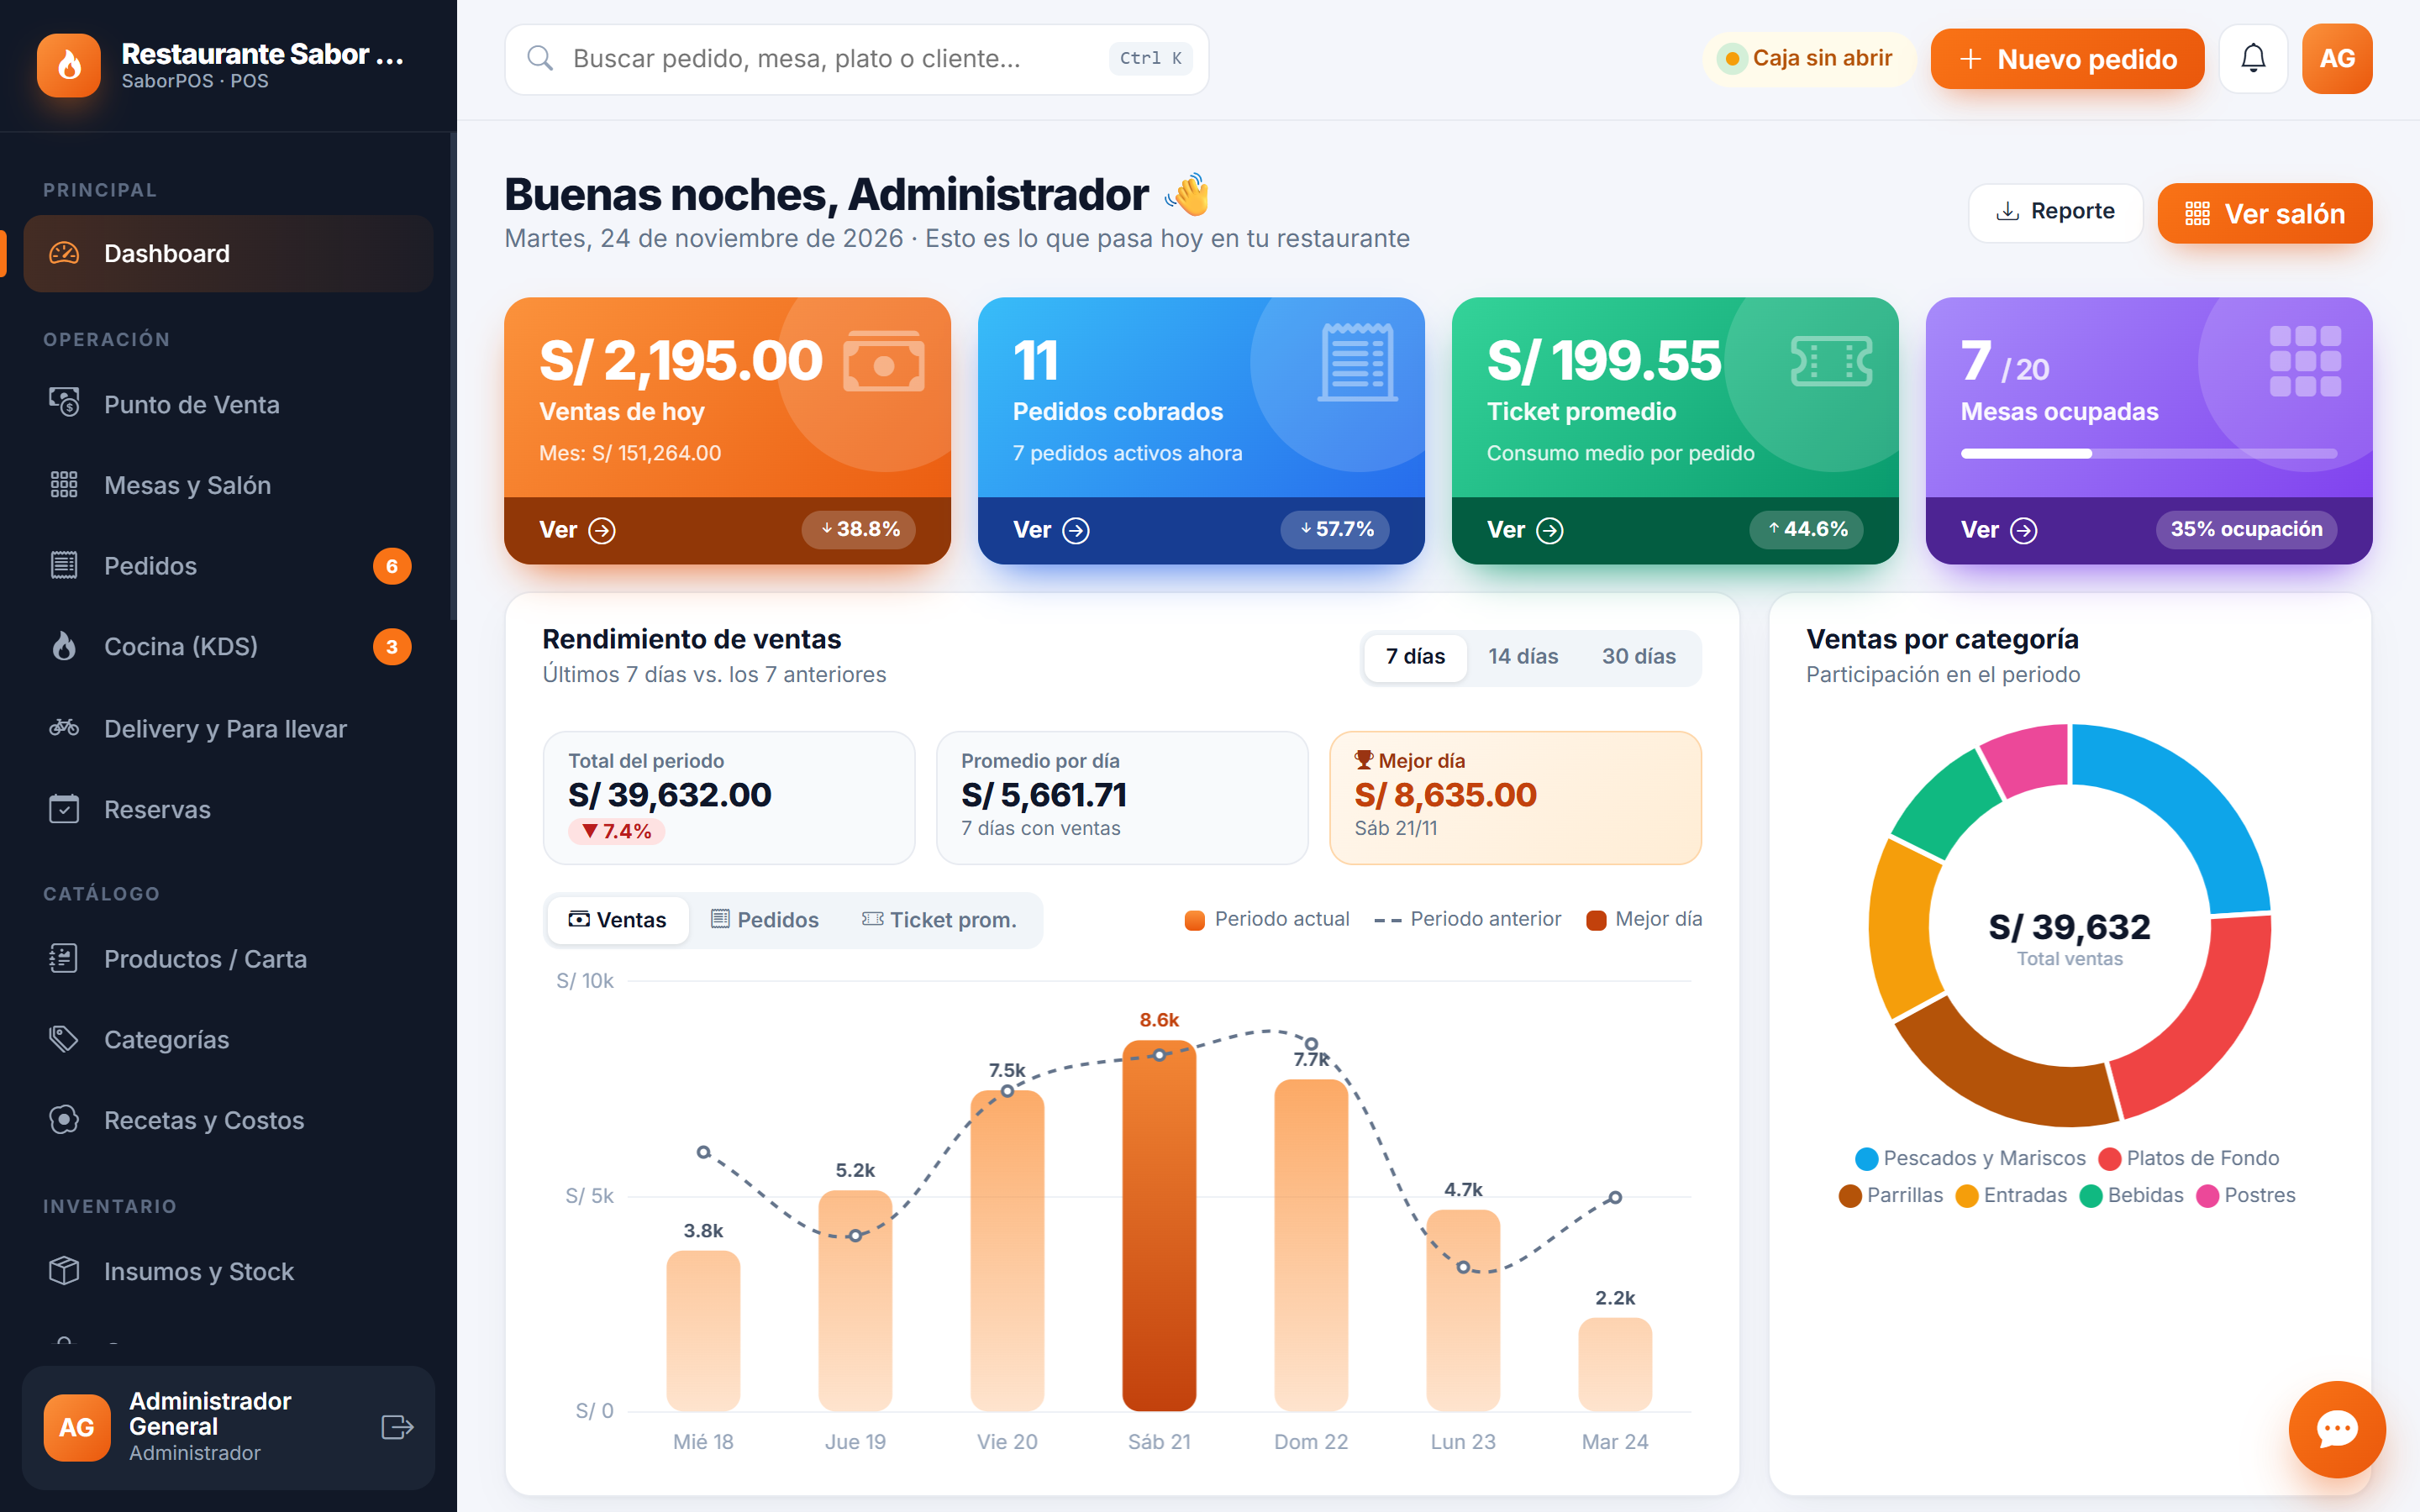 Restaurante Sabor ...
SaborPOS · POS
PRINCIPAL
Dashboard
OPERACIÓN
Punto de Venta
Mesas y Salón
Pedidos 6
Cocina (KDS) 3
Delivery y Para llevar
Reservas
CATÁLOGO
Productos / Carta
Categorías
Recetas y Costos
INVENTARIO
Insumos y Stock
AG
Administrador General
Administrador
Buscar pedido, mesa, plato o cliente... Ctrl K
Caja sin abrir
Nuevo pedido
AG
Buenas noches, Administrador
Martes, 24 de noviembre de 2026 · Esto es lo que pasa hoy en tu restaurante
Reporte
Ver salón
S/ 2,195.00
Ventas de hoy
Mes: S/ 151,264.00
Ver ↓ 38.8%
11
Pedidos cobrados
7 pedidos activos ahora
Ver ↓ 57.7%
S/ 199.55
Ticket promedio
Consumo medio por pedido
Ver ↑ 44.6%
7 / 20
Mesas ocupadas
Ver 35% ocupación
Rendimiento de ventas
Últimos 7 días vs. los 7 anteriores
7 días 14 días 30 días
Total del periodo
S/ 39,632.00
▼ 7.4%
Promedio por día
S/ 5,661.71
7 días con ventas
Mejor día
S/ 8,635.00
Sáb 21/11
Ventas Pedidos Ticket prom.
Periodo actual Periodo anterior Mejor día
S/ 10k
S/ 5k
S/ 0
3.8k
5.2k
7.5k
8.6k
7.7k
4.7k
2.2k
Mié 18 Jue 19 Vie 20 Sáb 21 Dom 22 Lun 23 Mar 24
Ventas por categoría
Participación en el periodo
S/ 39,632
Total ventas
Pescados y Mariscos Platos de Fondo
Parrillas Entradas Bebidas Postres